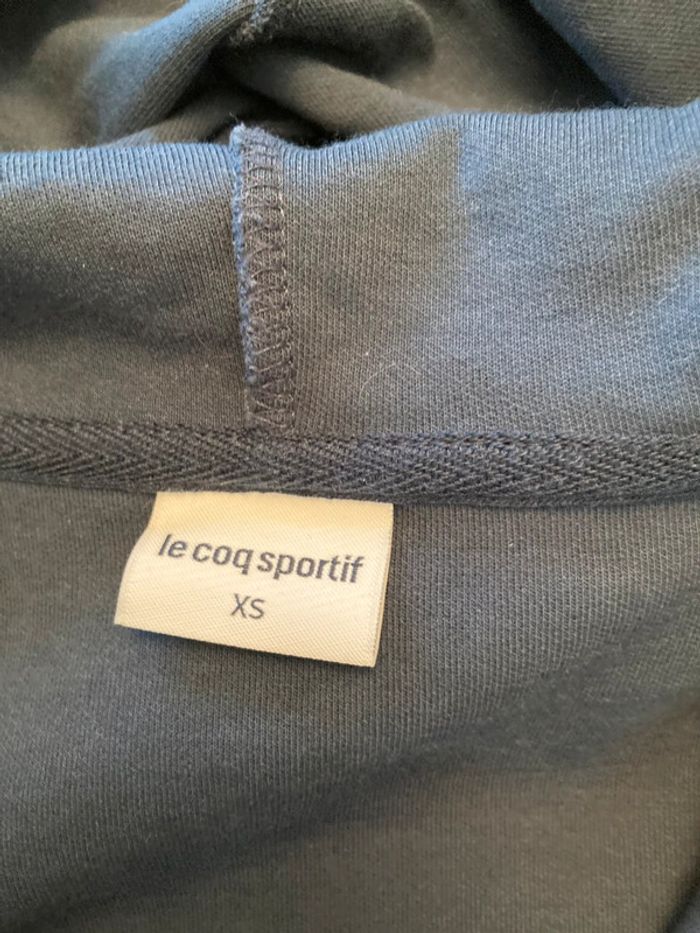 le coq sportif
XS